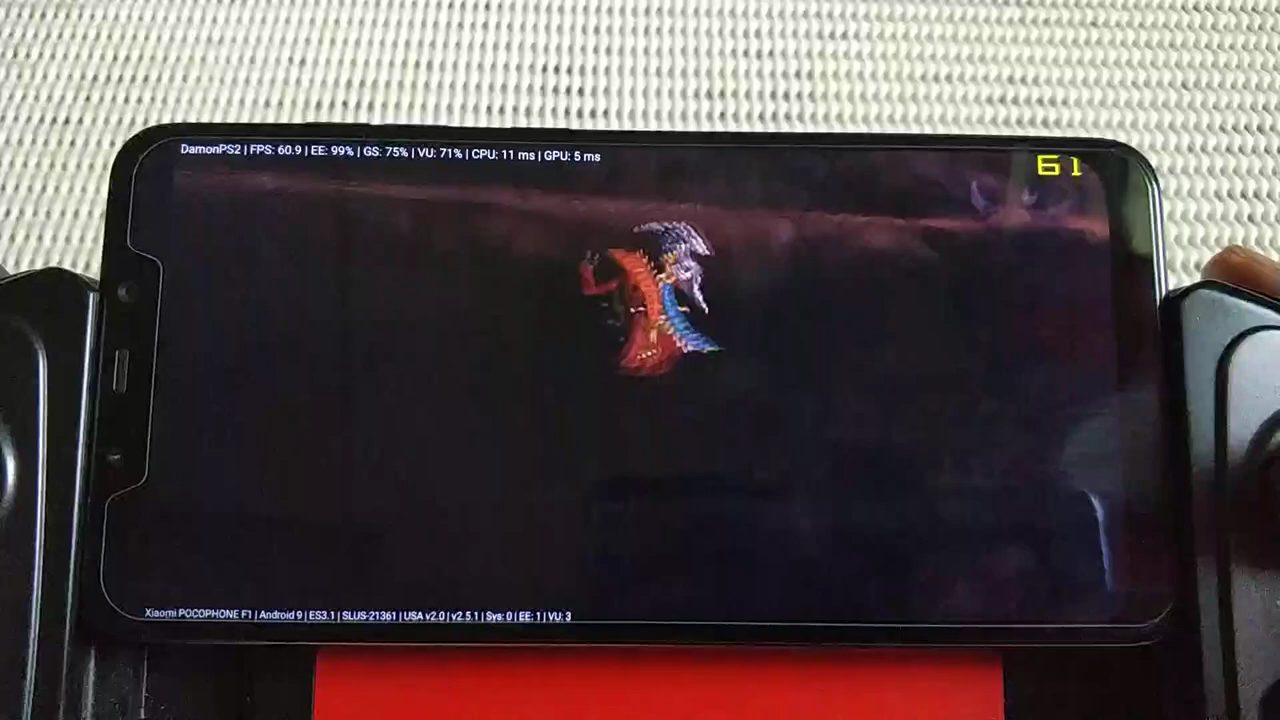 DamonPS2 | FPS: 60.9 | EE: 99% | GS: 75% | VU: 71% | CPU: 11 ms | GPU: 5 ms
61
Xiaomi POCOPHONE F1 | Android 9 | ES3.1 | SLUS-21361 | USA v2.0 | v2.5.1 | Sys: 0 | EE: 1 | VU: 3